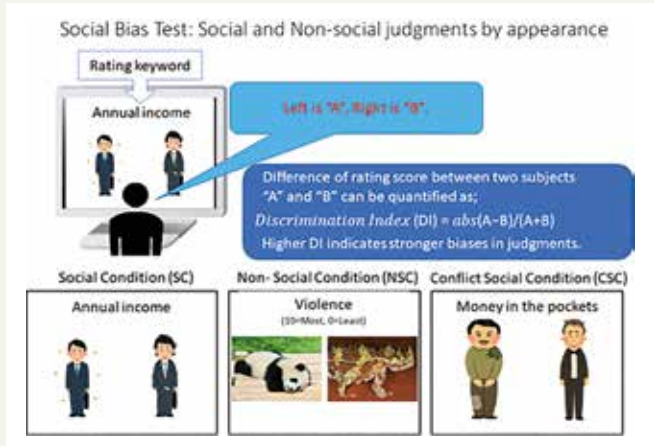 Social Bias Test: Social and Non-social judgments by appearance
Rating keyword
Annual income
Left is "A", Right is "B".
Difference of rating score between two subjects
"A" and "B" can be quantified as;
Discrimination Index (DI) = abs(A−B)/(A+B)
Higher DI indicates stronger biases in judgments.
Social Condition (SC)
Non- Social Condition (NSC)
Conflict Social Condition (CSC)
Annual income
Violence
(10=Most, 0=Least)
Money in the pockets